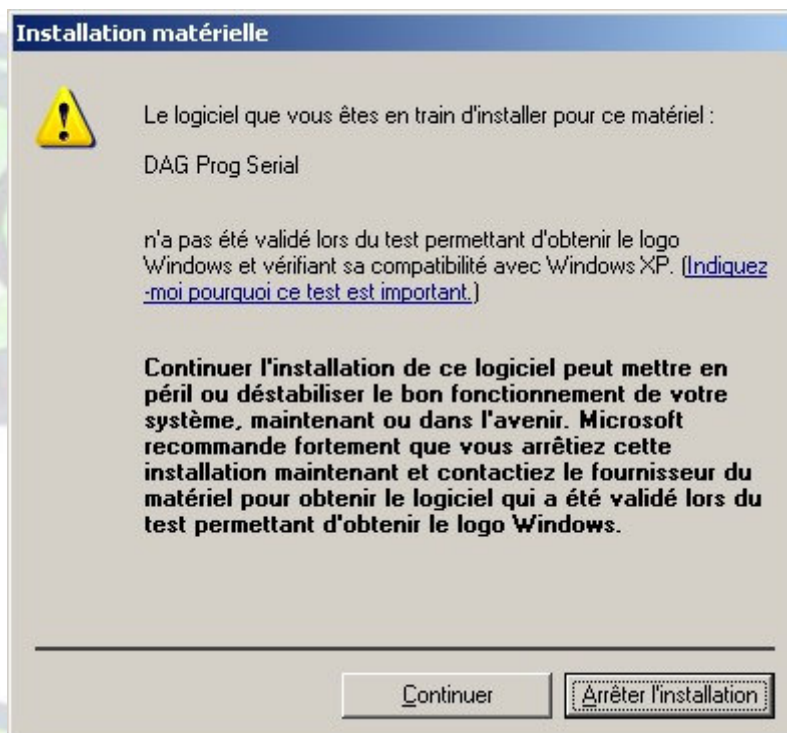 Installation matérielle
Le logiciel que vous êtes en train d'installer pour ce matériel :
DAG Prog Serial
n'a pas été validé lors du test permettant d'obtenir le logo
Windows et vérifiant sa compatibilité avec Windows XP. (Indiquez
-moi pourquoi ce test est important.)
Continuer l'installation de ce logiciel peut mettre en
péril ou déstabiliser le bon fonctionnement de votre
système, maintenant ou dans l'avenir. Microsoft
recommande fortement que vous arrêtiez cette
installation maintenant et contactiez le fournisseur du
matériel pour obtenir le logiciel qui a été validé lors du
test permettant d'obtenir le logo Windows.
Continuer
Arrêter l'installation